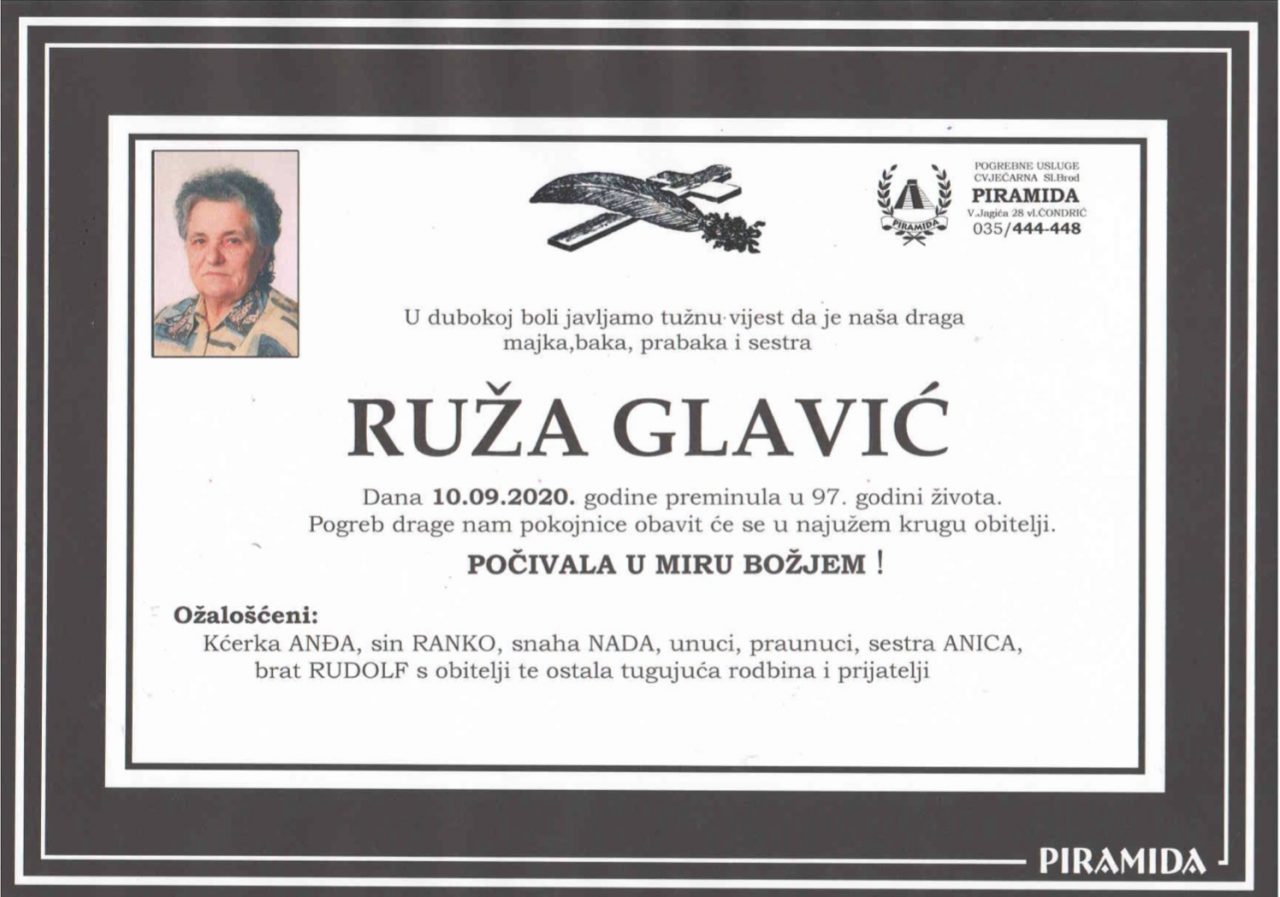 POGREBNE USLUGE
CVJEĆARNA Sl.Brod
PIRAMIDA
V.Jagića 28 vl.ČONDRIĆ
035/444-448
PIRAMIDA
U dubokoj boli javljamo tužnu vijest da je naša draga
majka,baka, prabaka i sestra
RUŽA GLAVIĆ
Dana 10.09.2020. godine preminula u 97. godini života.
Pogreb drage nam pokojnice obavit će se u najužem krugu obitelji.
POČIVALA U MIRU BOŽJEM !
Ožalošćeni:
Kćerka ANĐA, sin RANKO, snaha NADA, unuci, praunuci, sestra ANICA,
brat RUDOLF s obitelji te ostala tugujuća rodbina i prijatelji
PIRAMIDA